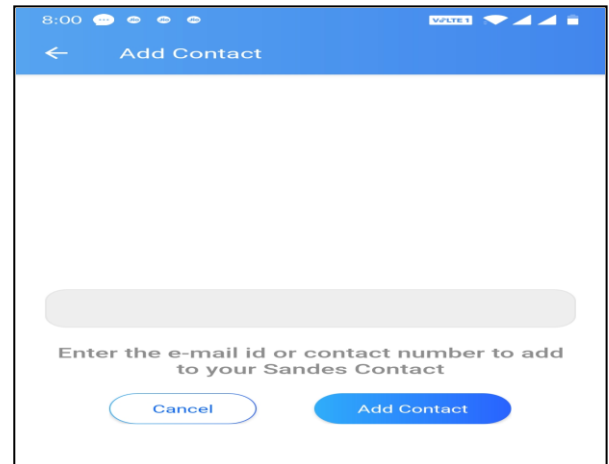 8:00
VoLTE 1
Add Contact
Enter the e-mail id or contact number to add
to your Sandes Contact
Cancel
Add Contact